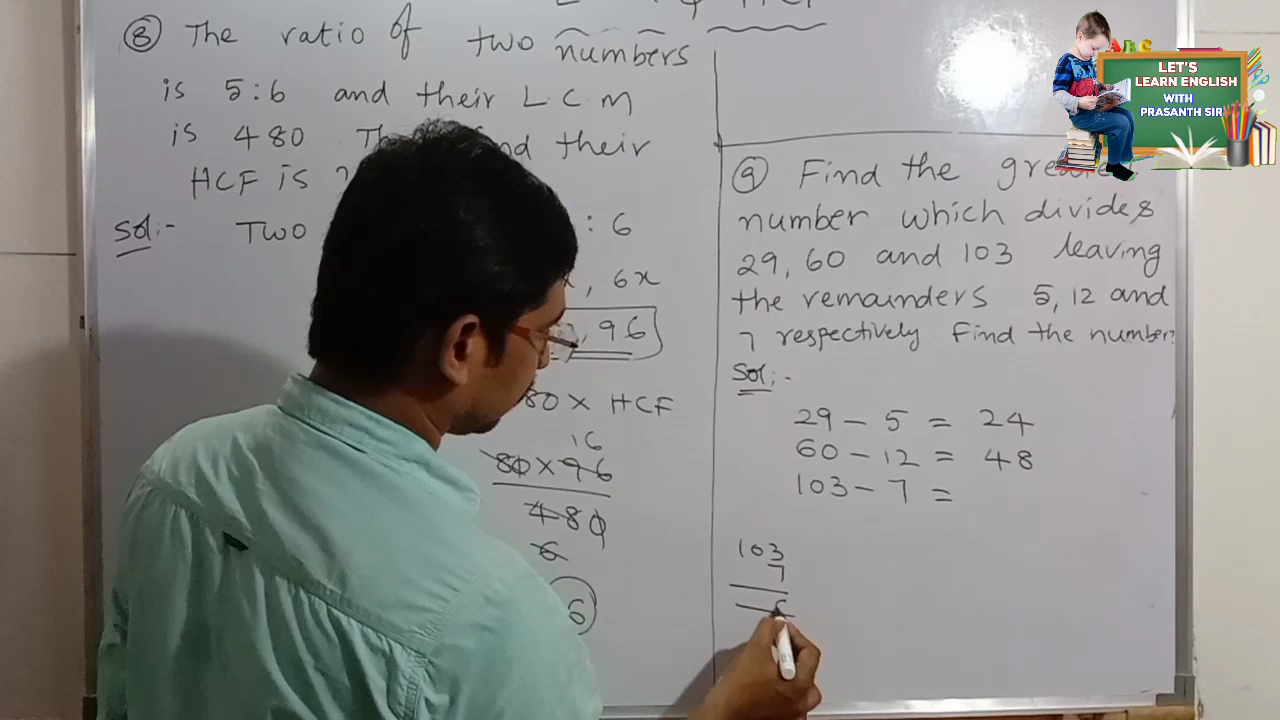 8 The ratio of two numbers
is 5:6 and their LCM
is 480 their
HCF is ?
Sol:- Two : 6
x, 6x
, 96
80 × HCF
16
80 × 96
480
6
6
9 Find the
number which divides
29, 60 and 103 leaving
the remainders 5, 12 and
7 respectively Find the number?
Sol:-
29 - 5 = 24
60 - 12 = 48
103 - 7 =
103
7
6
ABC
LET'S
LEARN ENGLISH
WITH
PRASANTH SIR